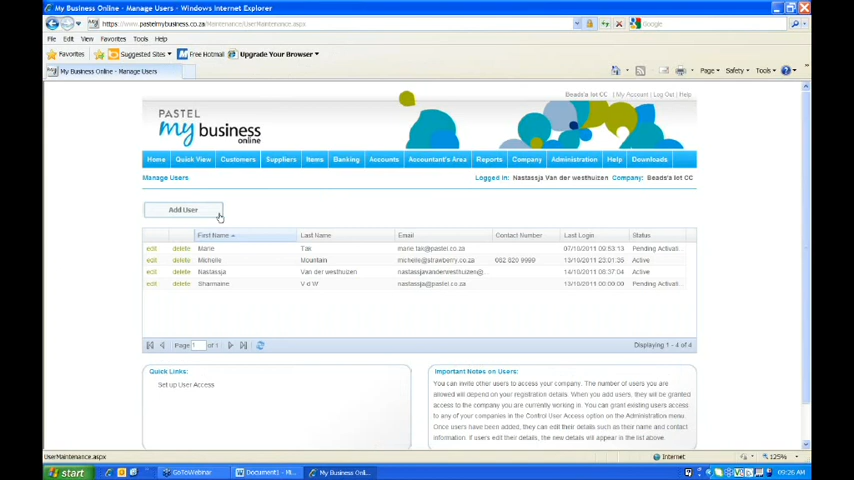 My Business Online - Manage Users - Windows Internet Explorer
https://www.pastelmybusiness.co.za/Maintenance/UserMaintenance.aspx
Google
File Edit View Favorites Tools Help
Favorites Suggested Sites Free Hotmail Upgrade Your Browser
My Business Online - Manage Users
Page Safety Tools
Beads'a lot CC | My Account | Log Out | Help
PASTEL
my business
online
Home Quick View Customers Suppliers Items Banking Accounts Accountant's Area Reports Company Administration Help Downloads
Manage Users Logged in: Nastassja Van der westhuizen Company: Beads'a lot CC
Add User
First Name Last Name Email Contact Number Last Login Status
edit delete Marie Tak marie.tak@pastel.co.za 07/10/2011 09:53:13 Pending Activati...
edit delete Michelle Mountain michelle@strawberry.co.za 082 820 9999 13/10/2011 23:01:35 Active
edit delete Nastassja Van der westhuizen nastassjavanderwesthuizen@... 14/10/2011 08:37:04 Active
edit delete Sharmaine V d W nastassja@pastel.co.za 13/10/2011 00:00:00 Pending Activati...
Page 1 of 1 Displaying 1 - 4 of 4
Quick Links:
Set up User Access
Important Notes on Users:
You can invite other users to access your company. The number of users you are
allowed will depend on your registration details. When you add users, they will be granted
access to the company you are currently working in. You can grant existing users access
to any of your companies in the Control User Access option on the Administration menu.
Once users have been added, they can edit their details such as their name and contact
information. If users edit their details, the new details will appear in the list above.
UserMaintenance.aspx Internet 125%
start GoToWebinar Document1 - Mi... My Business Onl... 09:26 AM